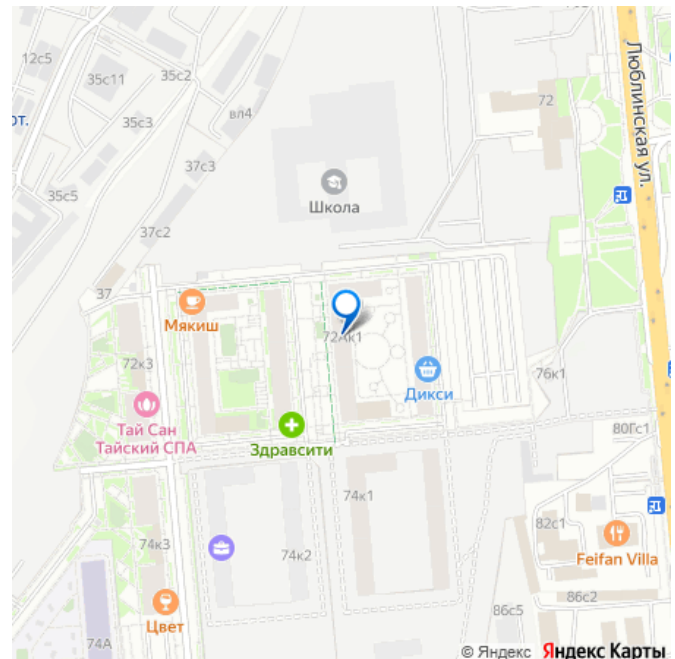 12с5
35с11
35с2
35с3
вл4
от.
37с3
35с5
Школа
37с2
72
Люблинская ул.
37
Мякиш
72Ак1
72к3
Дикси
76к1
Тай Сан
Тайский СПА
Здравсити
80Гс1
74к1
82с1
74к3
74к2
Feifan Villa
86с2
86с5
Цвет
74А
© Яндекс Яндекс Карты